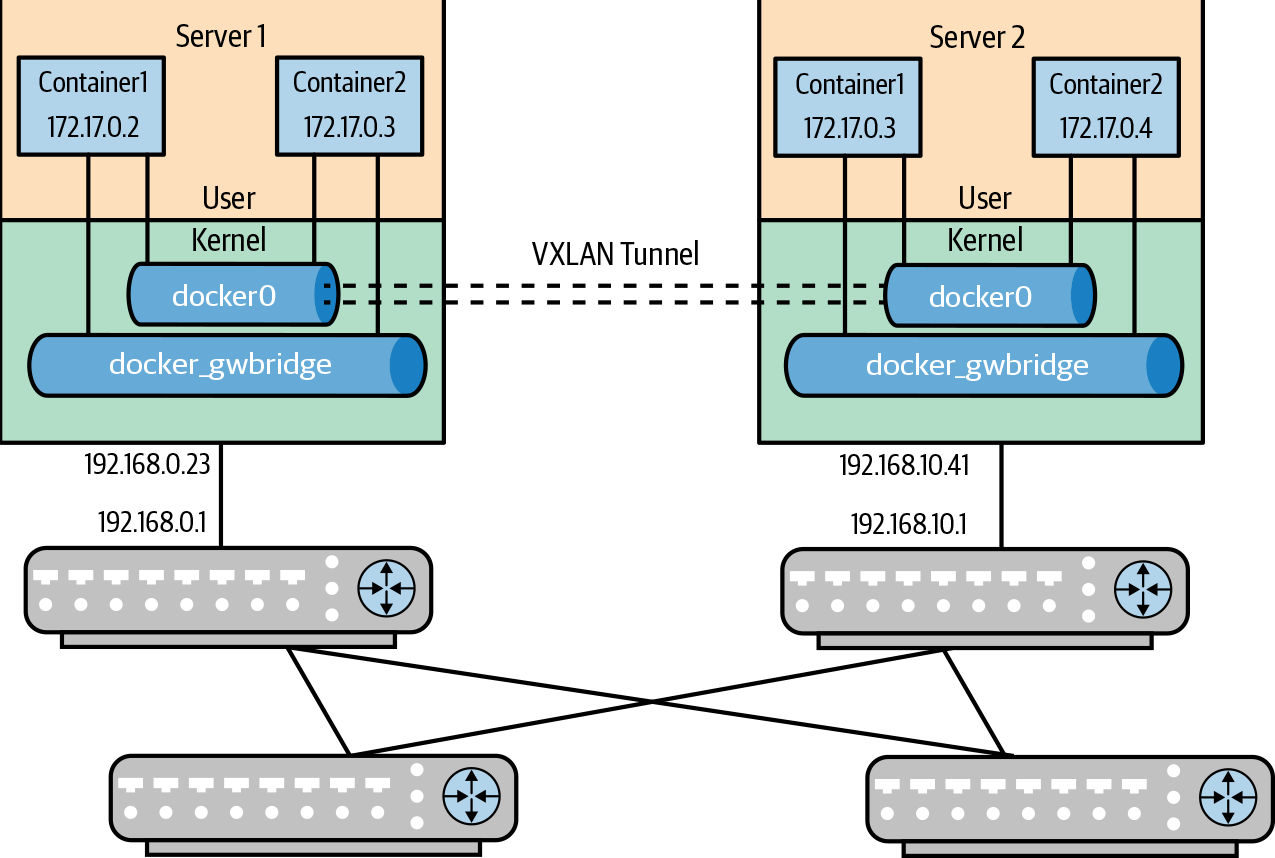 Server 1
Container1
172.17.0.2
Container2
172.17.0.3
User
Kernel
docker0
docker_gwbridge
192.168.0.23
192.168.0.1
VXLAN Tunnel
Server 2
Container1
172.17.0.3
Container2
172.17.0.4
User
Kernel
docker0
docker_gwbridge
192.168.10.41
192.168.10.1